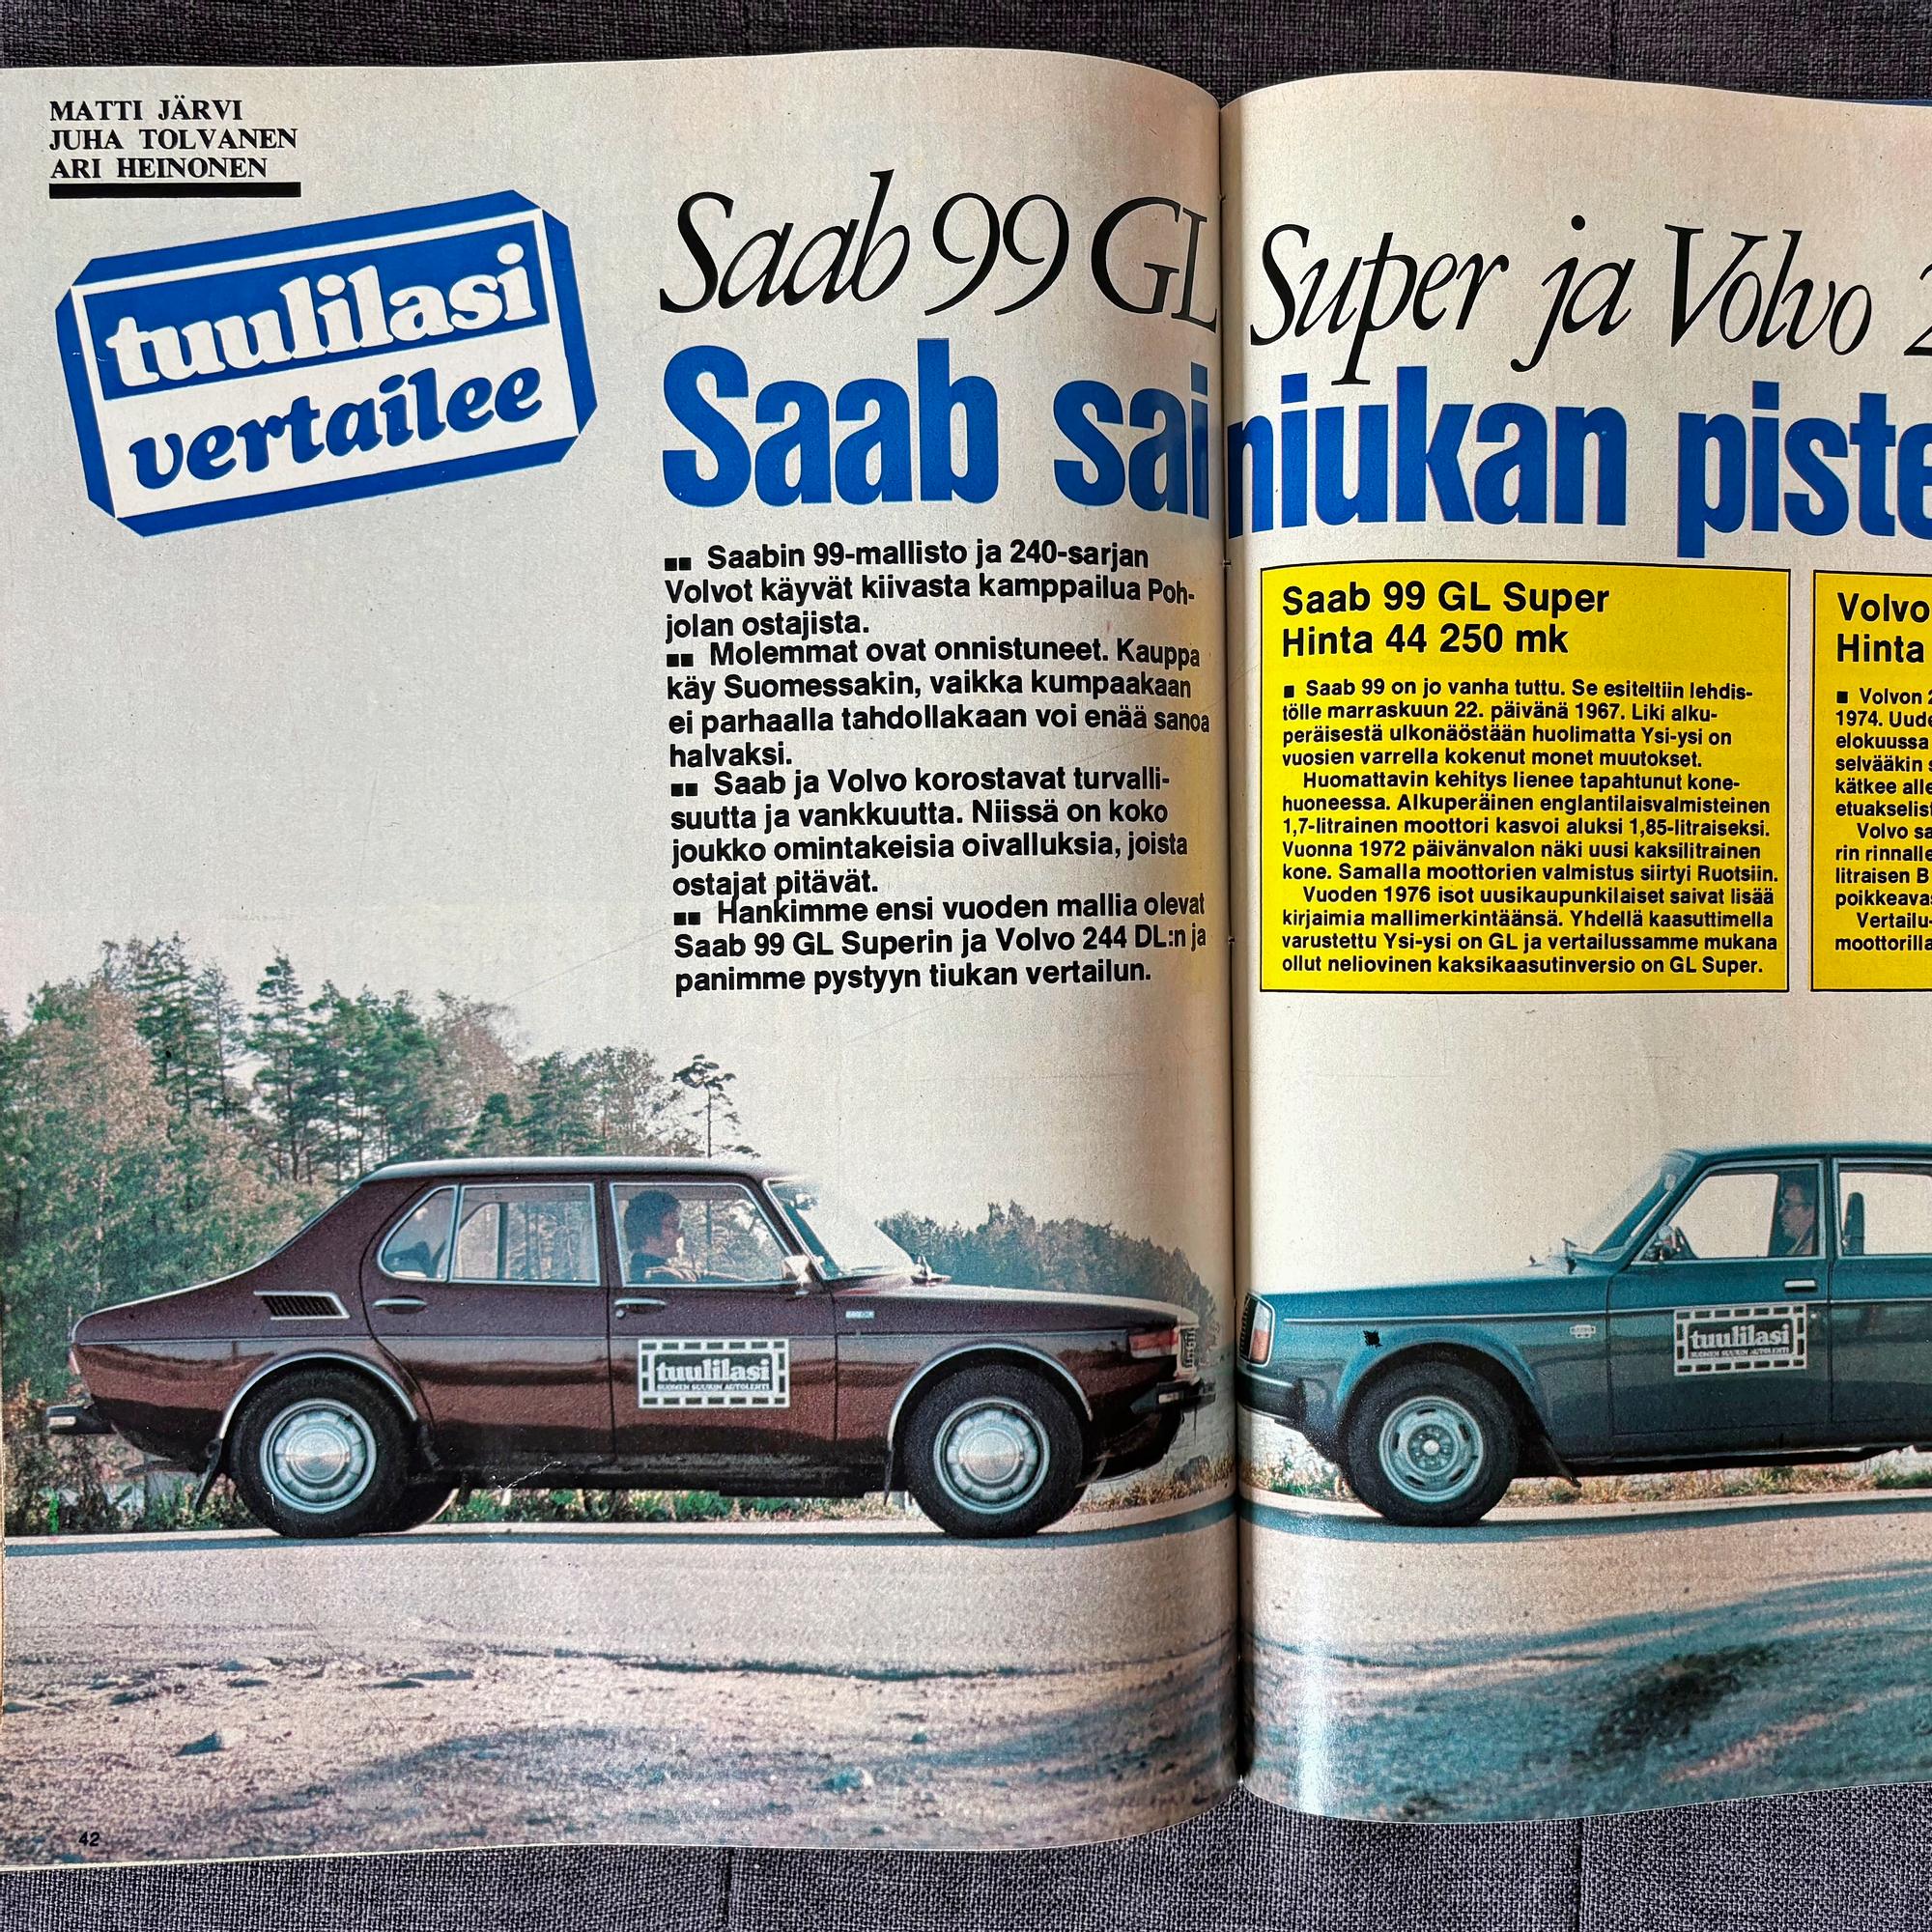 MATTI JÄRVI
JUHA TOLVANEN
ARI HEINONEN
tuulilasi
vertailee
Saab 99 GL Super ja Volvo
Saab sai niukan
Saabin 99-mallisto ja 240-sarjan
Volvot käyvät kiivasta kamppailua Poh-
jolan ostajista.
Molemmat ovat onnistuneet. Kauppa
käy Suomessakin, vaikka kumpaakaan
ei parhaalla tahdollakaan voi enää sanoa
halvaksi.
Saab ja Volvo korostavat turvalli-
suutta ja vankkuutta. Niissä on koko
joukko omintakeisia oivalluksia, joista
ostajat pitävät.
Hankimme ensi vuoden mallia olevat
Saab 99 GL Superin ja Volvo 244 DL:n ja
panimme pystyyn tiukan vertailun.
Saab 99 GL Super
Hinta 44 250 mk
Saab 99 on jo vanha tuttu. Se esiteltiin lehdis-
tölle marraskuun 22. päivänä 1967. Liki alku-
peräisestä ulkonäöstään huolimatta Ysi-ysi on
vuosien varrella kokenut monet muutokset.
Huomattavin kehitys lienee tapahtunut kone-
huoneessa. Alkuperäinen englantilaisvalmisteinen
1,7-litrainen moottori kasvoi aluksi 1,85-litraiseksi.
Vuonna 1972 päivänvalon näki uusi kaksilitrainen
kone. Samalla moottorien valmistus siirtyi Ruotsiin.
Vuoden 1976 isot uusikaupunkilaiset saivat lisää
kirjaimia mallimerkintäänsä. Yhdellä kaasuttimella
varustettu Ysi-ysi on GL ja vertailussamme mukana
ollut neliovinen kaksikaasutinversio on GL Super.
Volvo
Hinta
Volvon
1974.
elokuussa
selvääkin
kätkee
Volvo
rin
litraisen B
Vertailu-
tuulilasi
SUOMEN SUURIN AUTOLEHTI
tuulilasi
SUOMEN SUURIN AUTOLEHTI
42